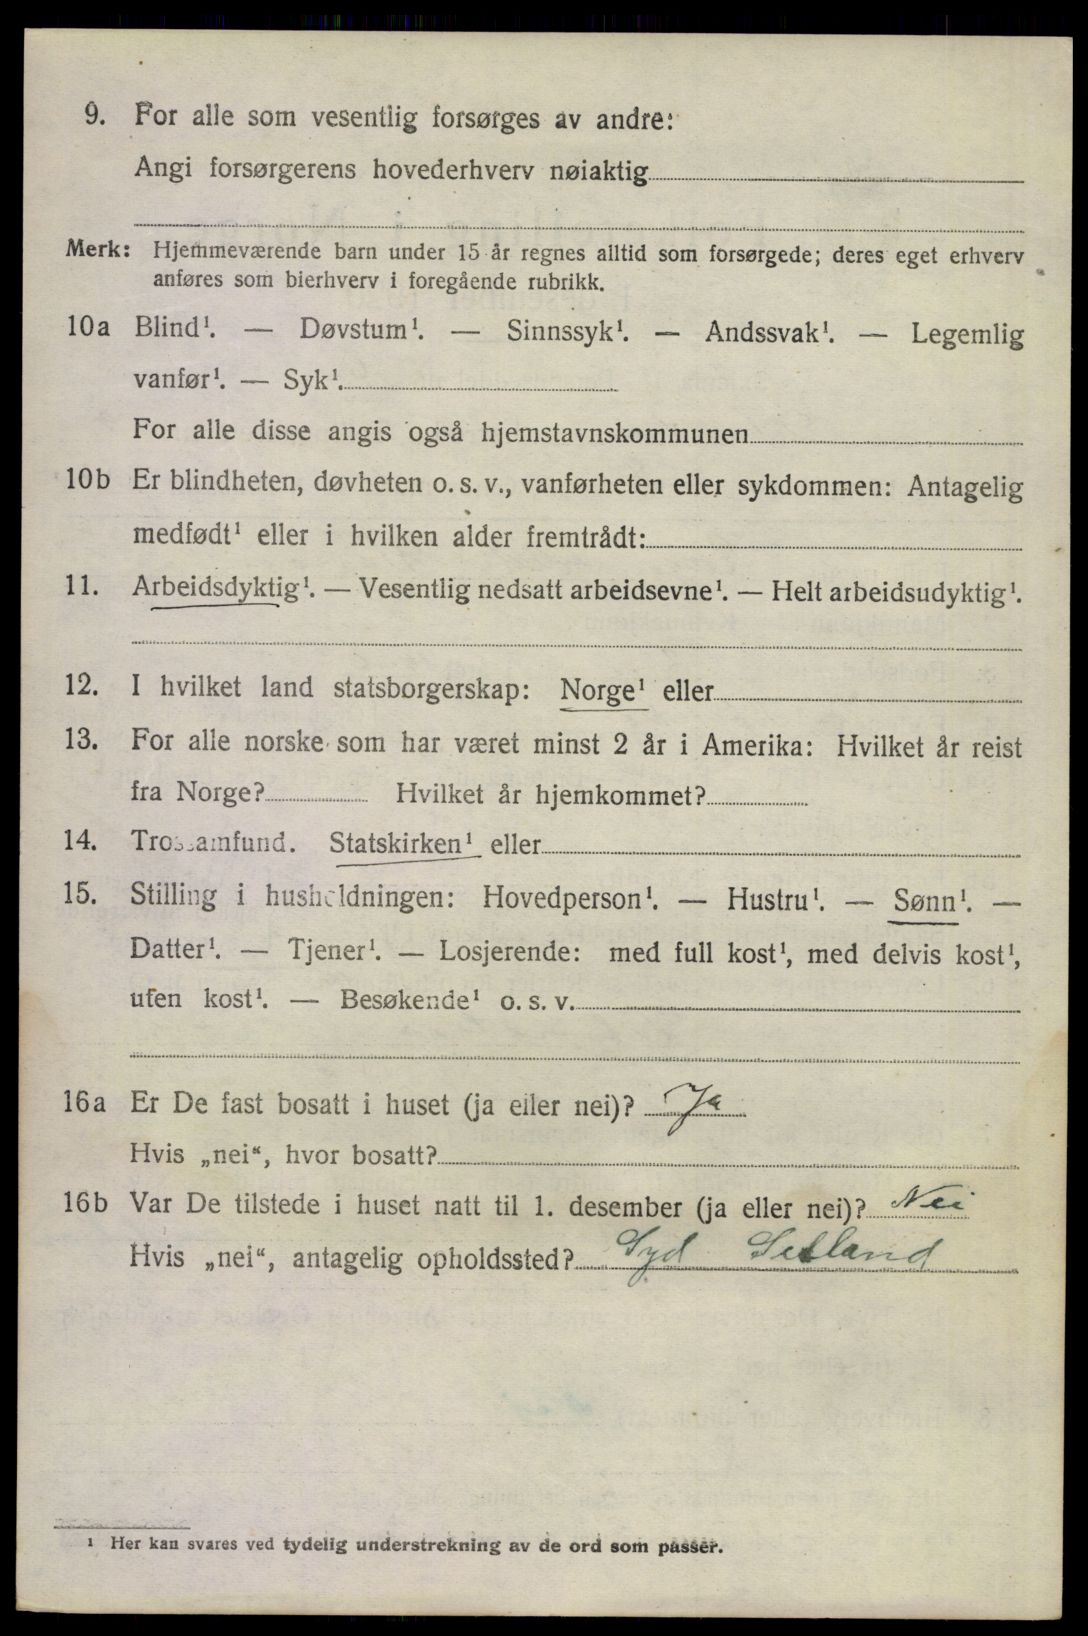 9. For alle som vesentlig forsørges av andre:
Angi forsørgerens hovederhverv nøiaktig
Merk: Hjemmeværende barn under 15 år regnes alltid som forsørgede; deres eget erhverv
anføres som bierhverv i foregående rubrikk.
10a Blind¹. — Døvstum¹. — Sinnssyk¹. — Andssvak¹. — Legemlig
vanfør¹. — Syk¹.
For alle disse angis også hjemstavnskommunen
10b Er blindheten, døvheten o. s. v., vanførheten eller sykdommen: Antagelig
medfødt¹ eller i hvilken alder fremtrådt:
11. Arbeidsdyktig¹. — Vesentlig nedsatt arbeidsevne¹. — Helt arbeidsudyktig¹.
12. I hvilket land statsborgerskap: Norge¹ eller
13. For alle norske som har været minst 2 år i Amerika: Hvilket år reist
fra Norge? Hvilket år hjemkommet?
14. Trossamfund. Statskirken¹ eller
15. Stilling i husholdningen: Hovedperson¹. — Hustru¹. — Sønn¹. —
Datter¹. — Tjener¹. — Losjerende: med full kost¹, med delvis kost¹,
uten kost¹. — Besøkende¹ o. s. v.
16a Er De fast bosatt i huset (ja eller nei)? Ja
Hvis „nei“, hvor bosatt?
16b Var De tilstede i huset natt til 1. desember (ja eller nei)? Nei
Hvis „nei“, antagelig opholdssted? Syd
¹ Her kan svares ved tydelig understrekning av de ord som passer.